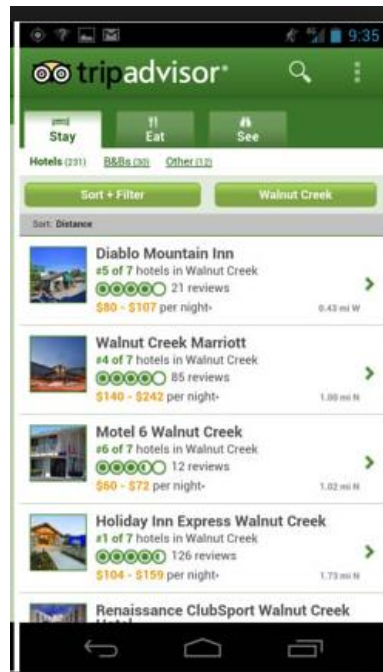 9:35
tripadvisor®
Stay
Eat
See
Hotels (231) B&Bs (30) Other (12)
Sort + Filter
Walnut Creek
Sort: Distance
Diablo Mountain Inn
#5 of 7 hotels in Walnut Creek
21 reviews
$80 - $107 per night*
0.43 mi W
Walnut Creek Marriott
#4 of 7 hotels in Walnut Creek
85 reviews
$140 - $242 per night*
1.00 mi N
Motel 6 Walnut Creek
#6 of 7 hotels in Walnut Creek
12 reviews
$60 - $72 per night*
1.02 mi N
Holiday Inn Express Walnut Creek
#1 of 7 hotels in Walnut Creek
126 reviews
$104 - $159 per night*
1.73 mi N
Renaissance ClubSport Walnut Creek
Hotel